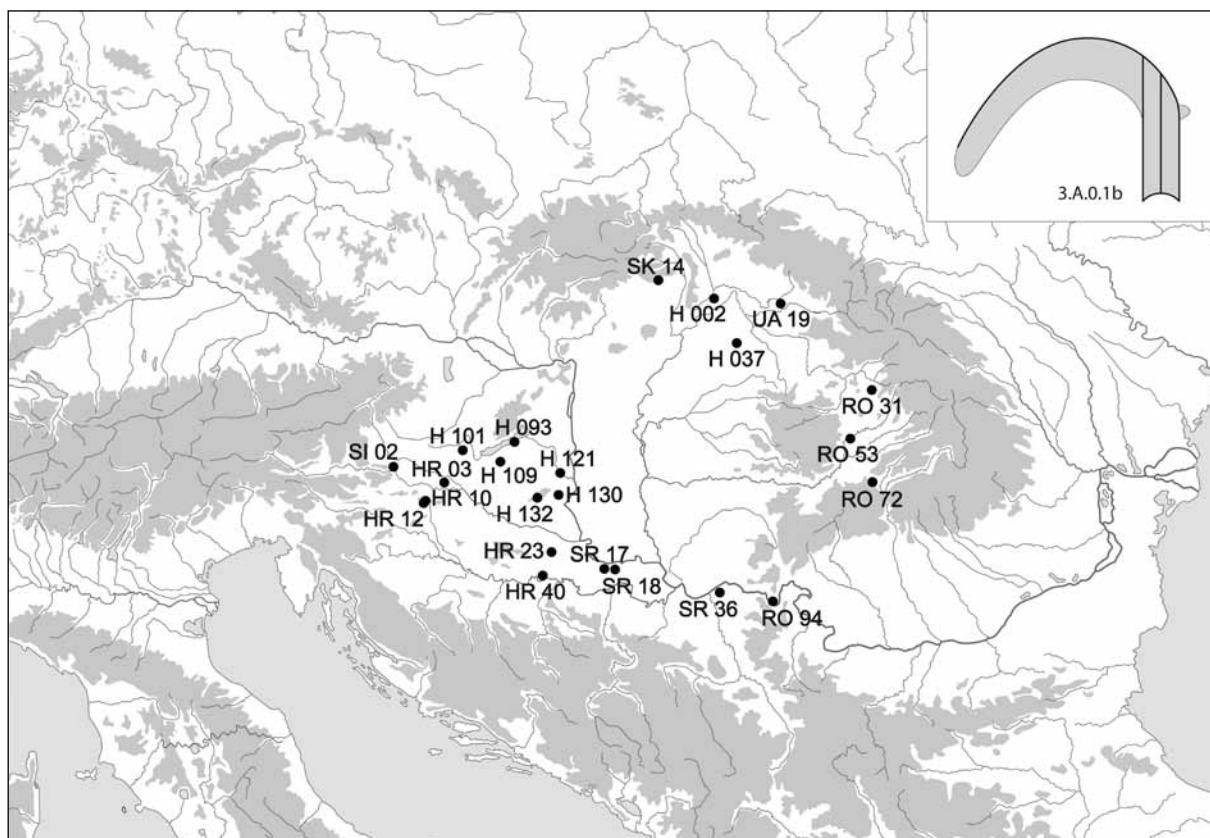 3.A.0.1b
SK 14
H 002
UA 19
H 037
RO 31
H 093
RO 53
H 101
SI 02
HR 03
H 109
H 121
RO 72
HR 10
H 130
HR 12
H 132
HR 23
SR 17
HR 40
SR 18
SR 36
RO 94